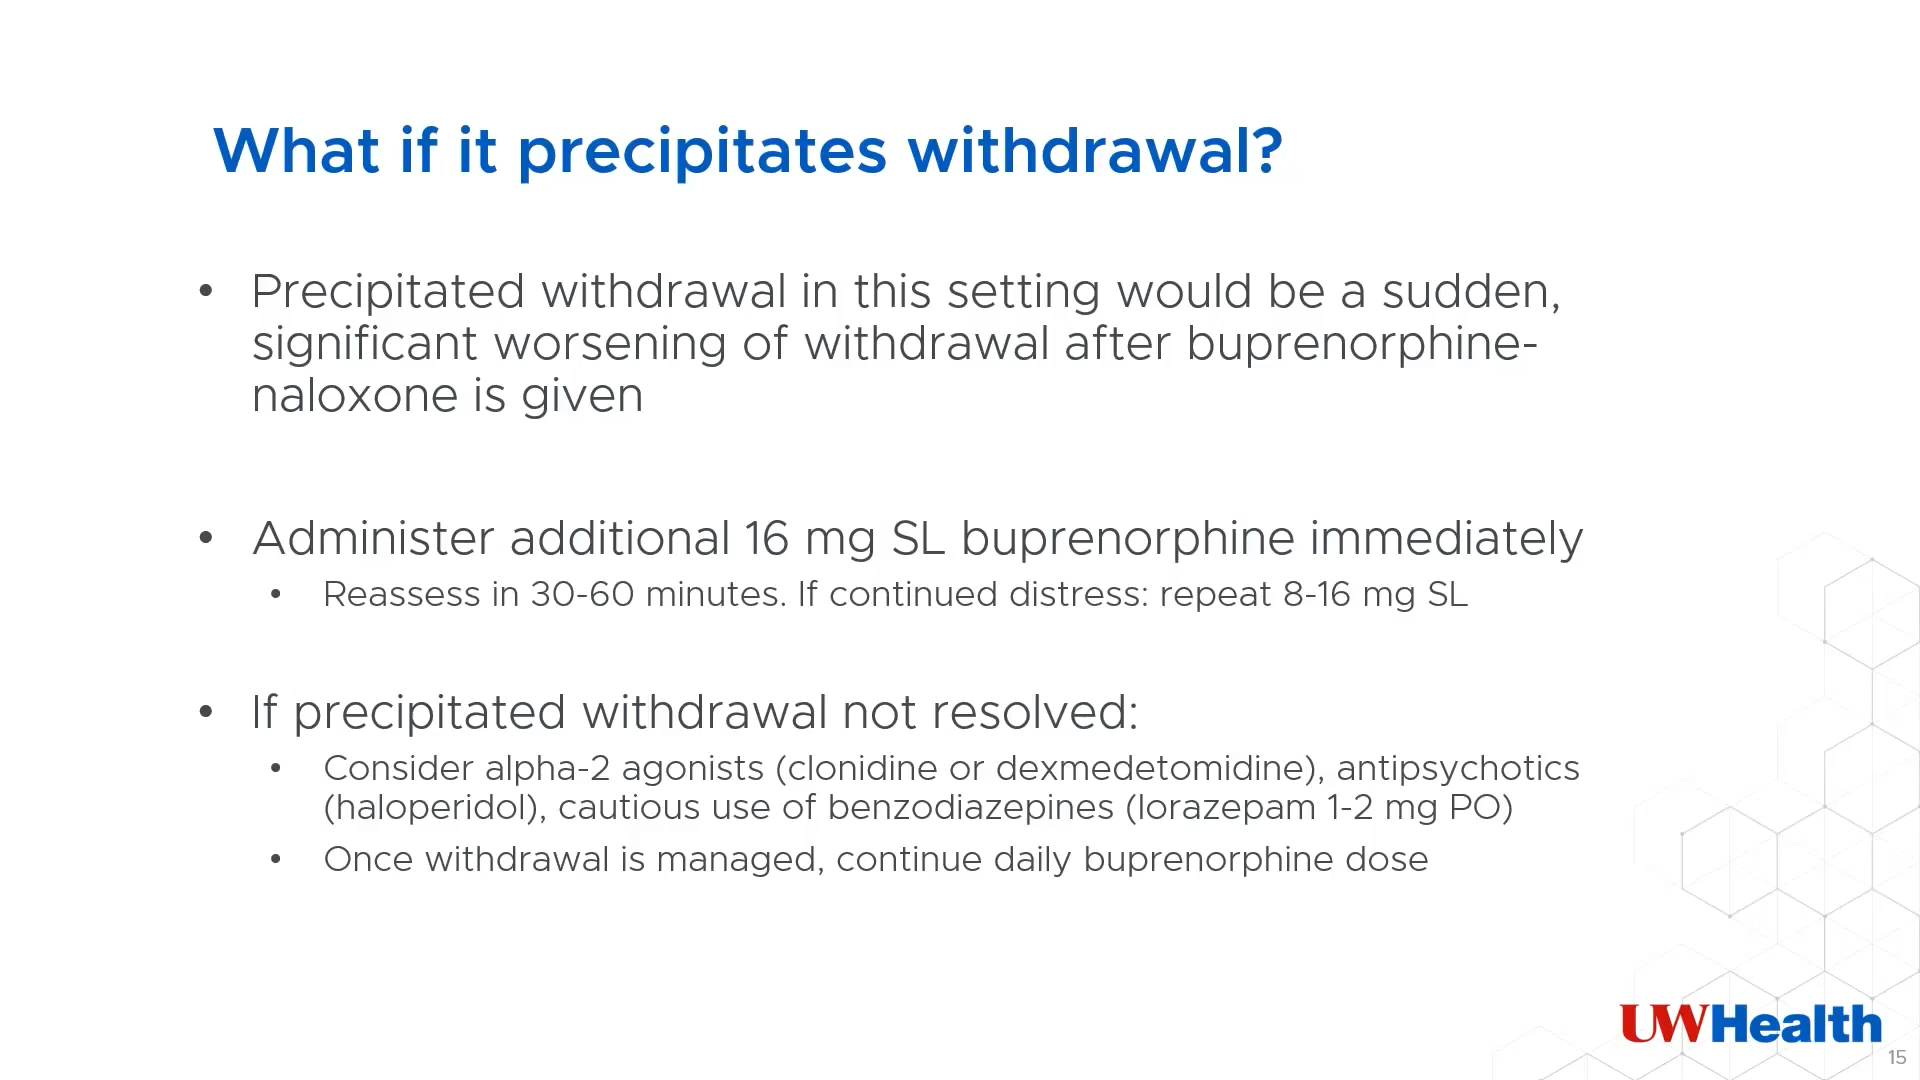 What if it precipitates withdrawal?
• Precipitated withdrawal in this setting would be a sudden,
significant worsening of withdrawal after buprenorphine-
naloxone is given
• Administer additional 16 mg SL buprenorphine immediately
• Reassess in 30-60 minutes. If continued distress: repeat 8-16 mg SL
• If precipitated withdrawal not resolved:
• Consider alpha-2 agonists (clonidine or dexmedetomidine), antipsychotics
(haloperidol), cautious use of benzodiazepines (lorazepam 1-2 mg PO)
• Once withdrawal is managed, continue daily buprenorphine dose
UWHealth
15